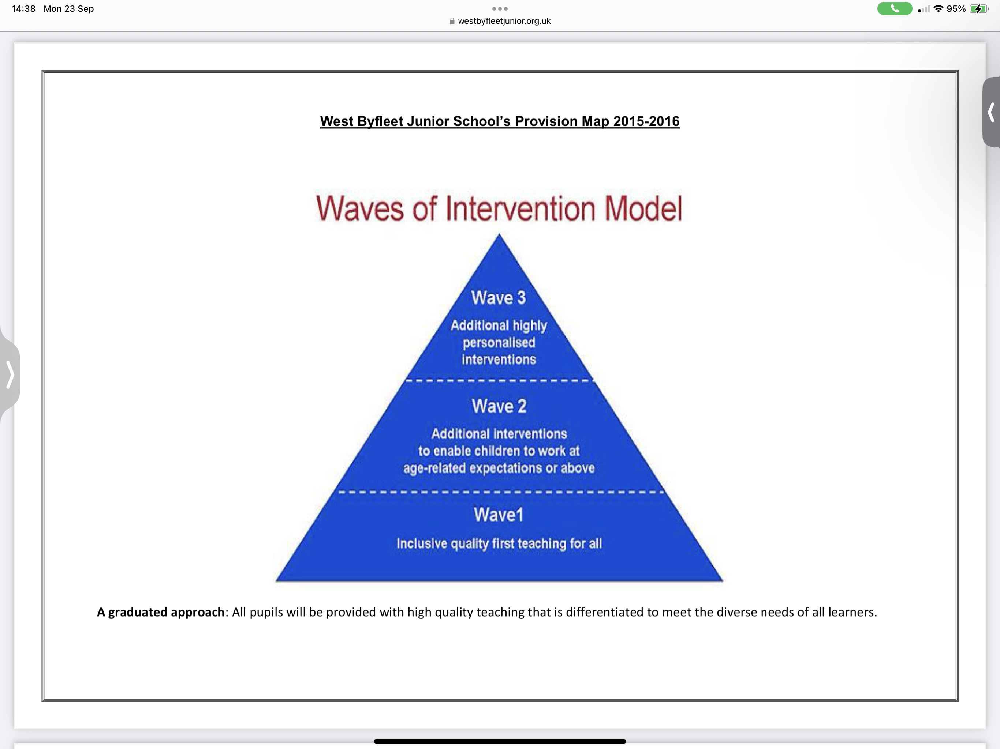 14:38 Mon 23 Sep
95%
westbyfleetjunior.org.uk
West Byfleet Junior School’s Provision Map 2015-2016
Waves of Intervention Model
Wave 3
Additional highly
personalised
interventions
Wave 2
Additional interventions
to enable children to work at
age-related expectations or above
Wave1
Inclusive quality first teaching for all
A graduated approach: All pupils will be provided with high quality teaching that is differentiated to meet the diverse needs of all learners.